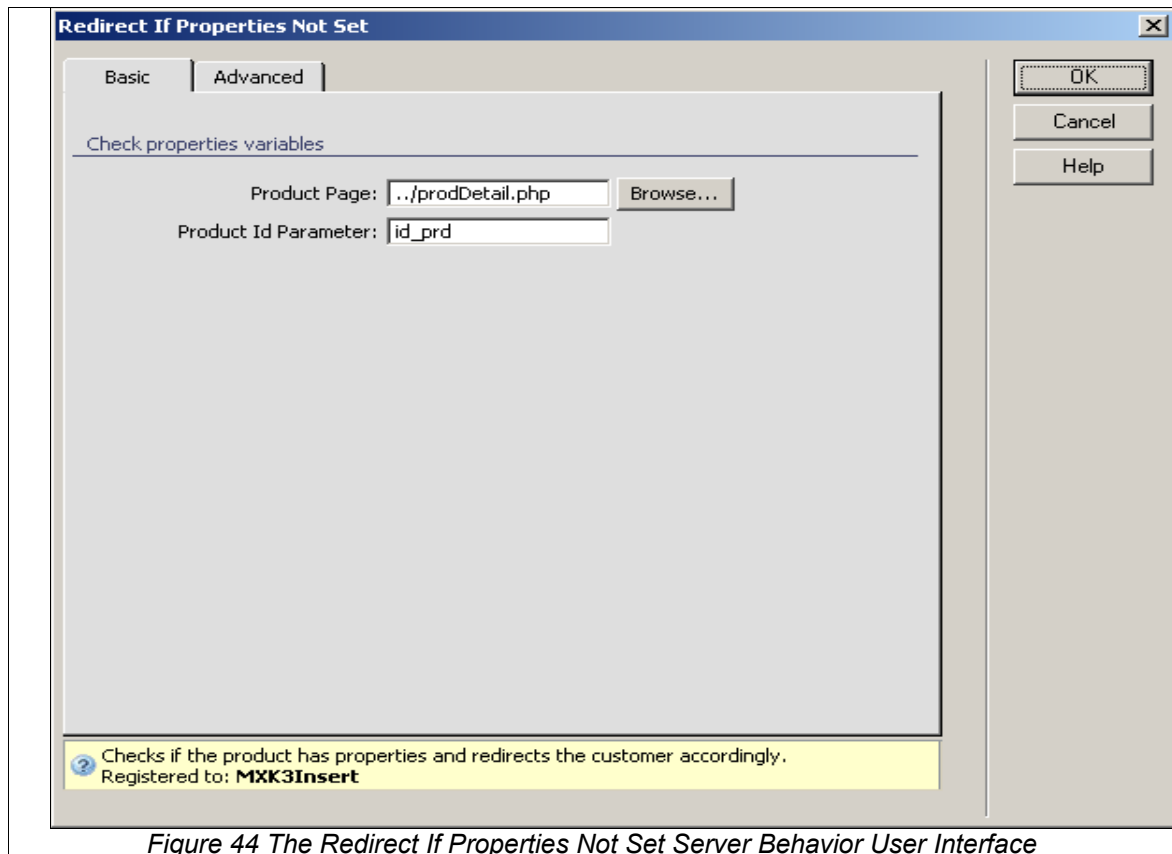 Redirect If Properties Not Set
Basic Advanced
OK
Cancel
Help
Check properties variables
Product Page: ../prodDetail.php Browse...
Product Id Parameter: id_prd
Checks if the product has properties and redirects the customer accordingly.
Registered to: MXK3Insert
Figure 44 The Redirect If Properties Not Set Server Behavior User Interface